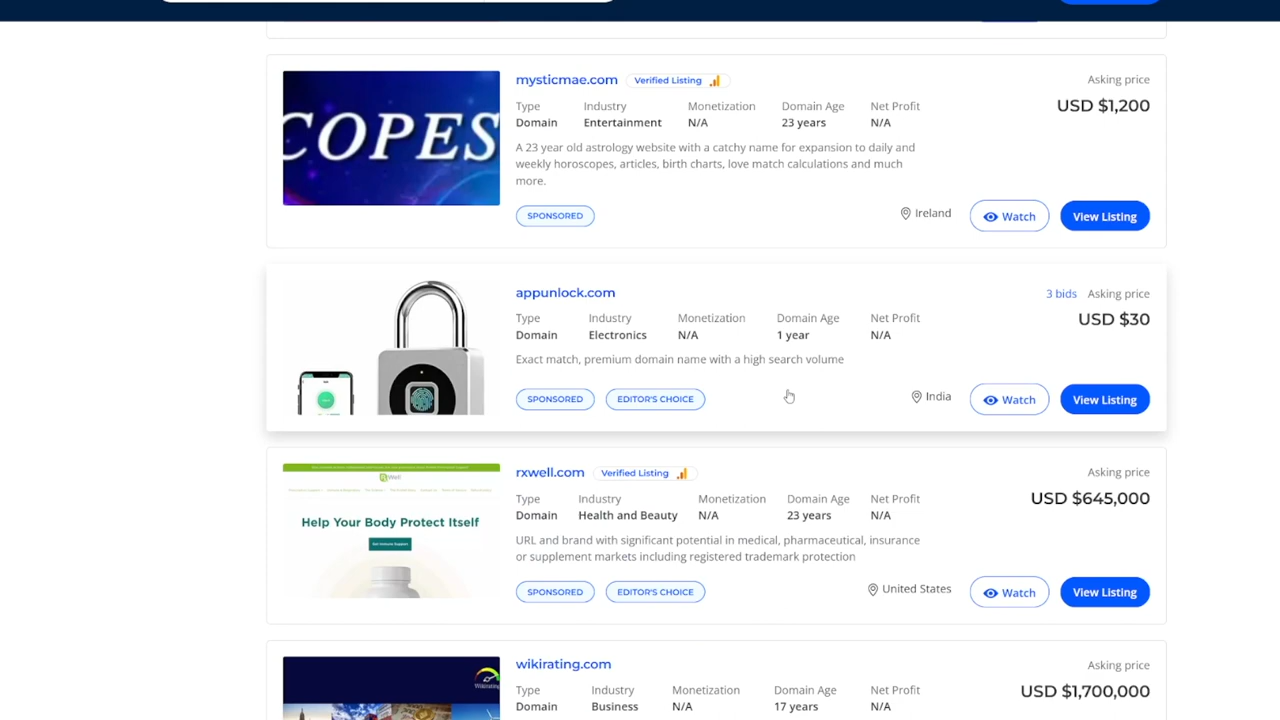 mysticmae.com Verified Listing Asking price
COPES
Type Industry Monetization Domain Age Net Profit USD $1,200
Domain Entertainment N/A 23 years N/A
A 23 year old astrology website with a catchy name for expansion to daily and
weekly horoscopes, articles, birth charts, love match calculations and much
more.
SPONSORED Ireland Watch View Listing
appunlock.com 3 bids Asking price
Type Industry Monetization Domain Age Net Profit USD $30
Domain Electronics N/A 1 year N/A
Exact match, premium domain name with a high search volume
SPONSORED EDITOR'S CHOICE India Watch View Listing
rxwell.com Verified Listing Asking price
Help Your Body Protect Itself
Type Industry Monetization Domain Age Net Profit USD $645,000
Domain Health and Beauty N/A 23 years N/A
URL and brand with significant potential in medical, pharmaceutical, insurance
or supplement markets including registered trademark protection
SPONSORED EDITOR'S CHOICE United States Watch View Listing
wikirating.com Asking price
Wikirating
Type Industry Monetization Domain Age Net Profit USD $1,700,000
Domain Business N/A 17 years N/A